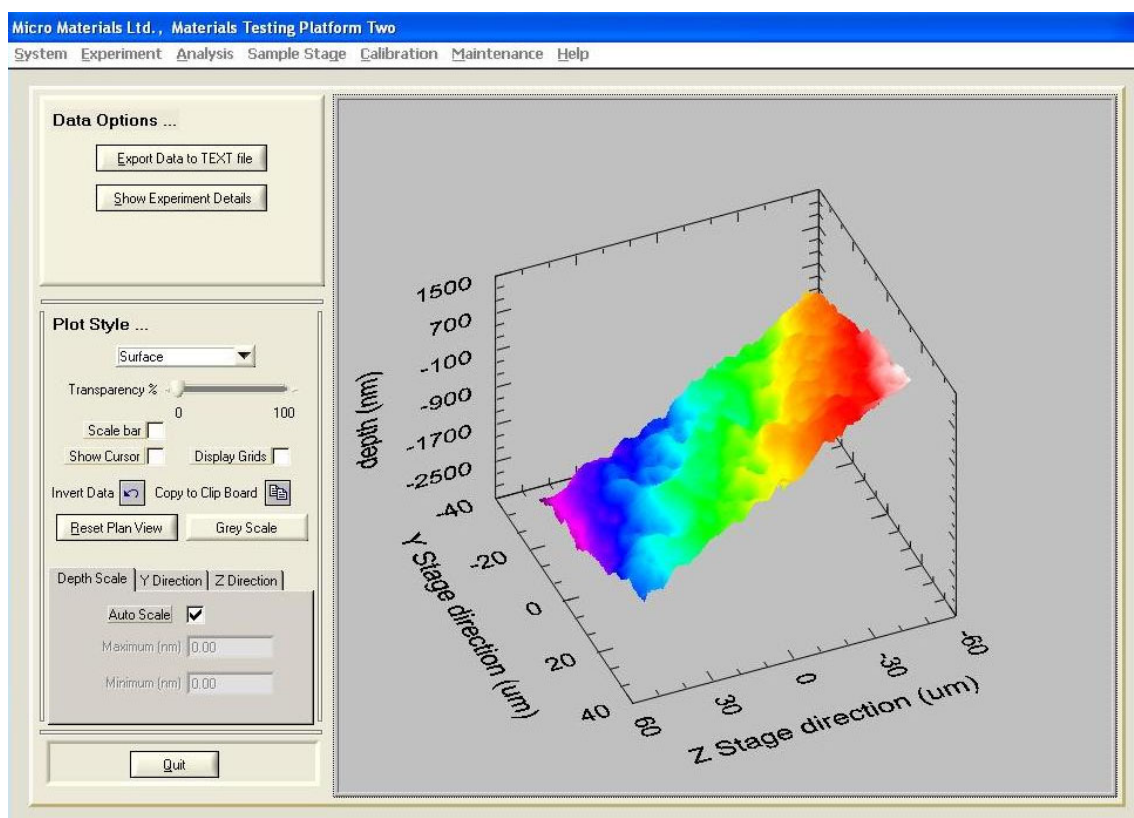 Micro Materials Ltd., Materials Testing Platform Two
System Experiment Analysis Sample Stage Calibration Maintenance Help
Data Options ...
Export Data to TEXT file
Show Experiment Details
Plot Style ...
Surface
Transparency %
0 100
Scale bar
Show Cursor Display Grids
Invert Data Copy to Clip Board
Reset Plan View Grey Scale
Depth Scale Y Direction Z Direction
Auto Scale
Maximum (nm) 0.00
Minimum (nm) 0.00
Quit
depth (nm)
1500
700
-100
-900
-1700
-2500
Y Stage direction (um)
-40
-20
0
20
40
Z Stage direction (um)
60 30 0 -30 -60